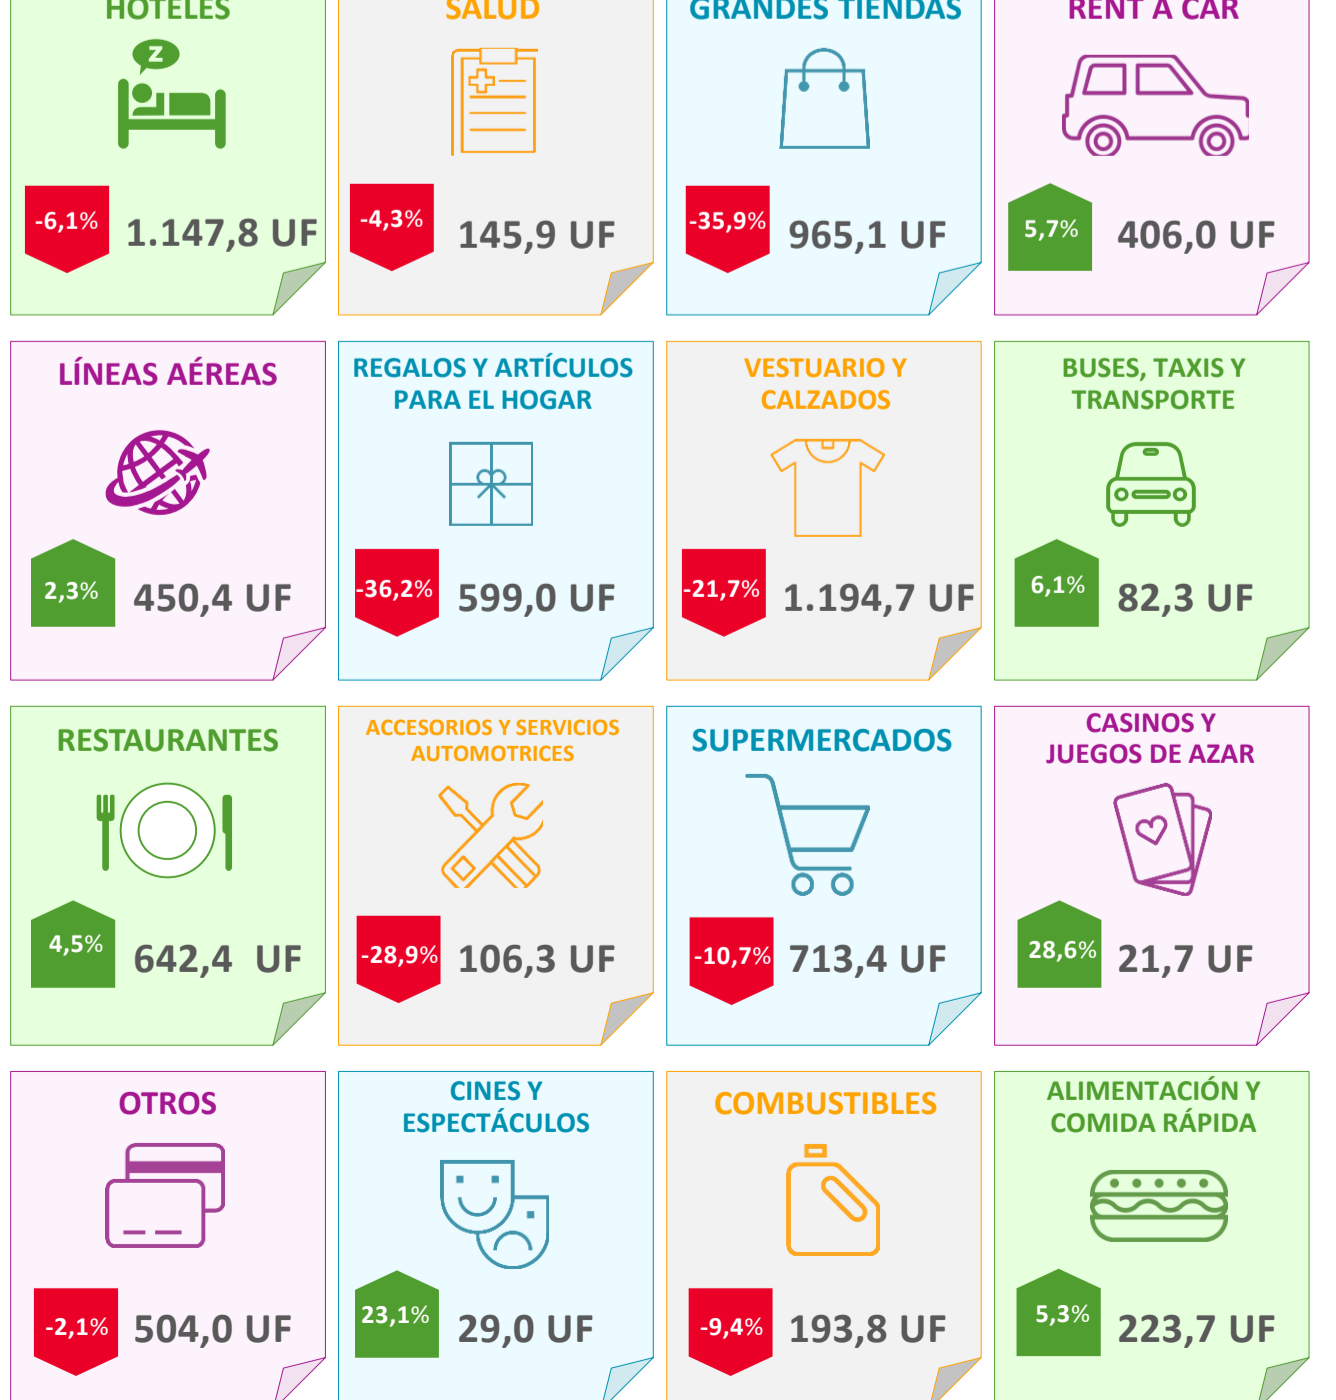 HOTELES
Z
-6,1%
1.147,8 UF
SALUD
-4,3%
145,9 UF
GRANDES TIENDAS
-35,9%
965,1 UF
RENT A CAR
5,7%
406,0 UF
LÍNEAS AÉREAS
2,3%
450,4 UF
REGALOS Y ARTÍCULOS
PARA EL HOGAR
-36,2%
599,0 UF
VESTUARIO Y
CALZADOS
-21,7%
1.194,7 UF
BUSES, TAXIS Y
TRANSPORTE
6,1%
82,3 UF
RESTAURANTES
4,5%
642,4 UF
ACCESORIOS Y SERVICIOS
AUTOMOTRICES
-28,9%
106,3 UF
SUPERMERCADOS
-10,7%
713,4 UF
CASINOS Y
JUEGOS DE AZAR
28,6%
21,7 UF
OTROS
-2,1%
504,0 UF
CINES Y
ESPECTÁCULOS
23,1%
29,0 UF
COMBUSTIBLES
-9,4%
193,8 UF
ALIMENTACIÓN Y
COMIDA RÁPIDA
5,3%
223,7 UF